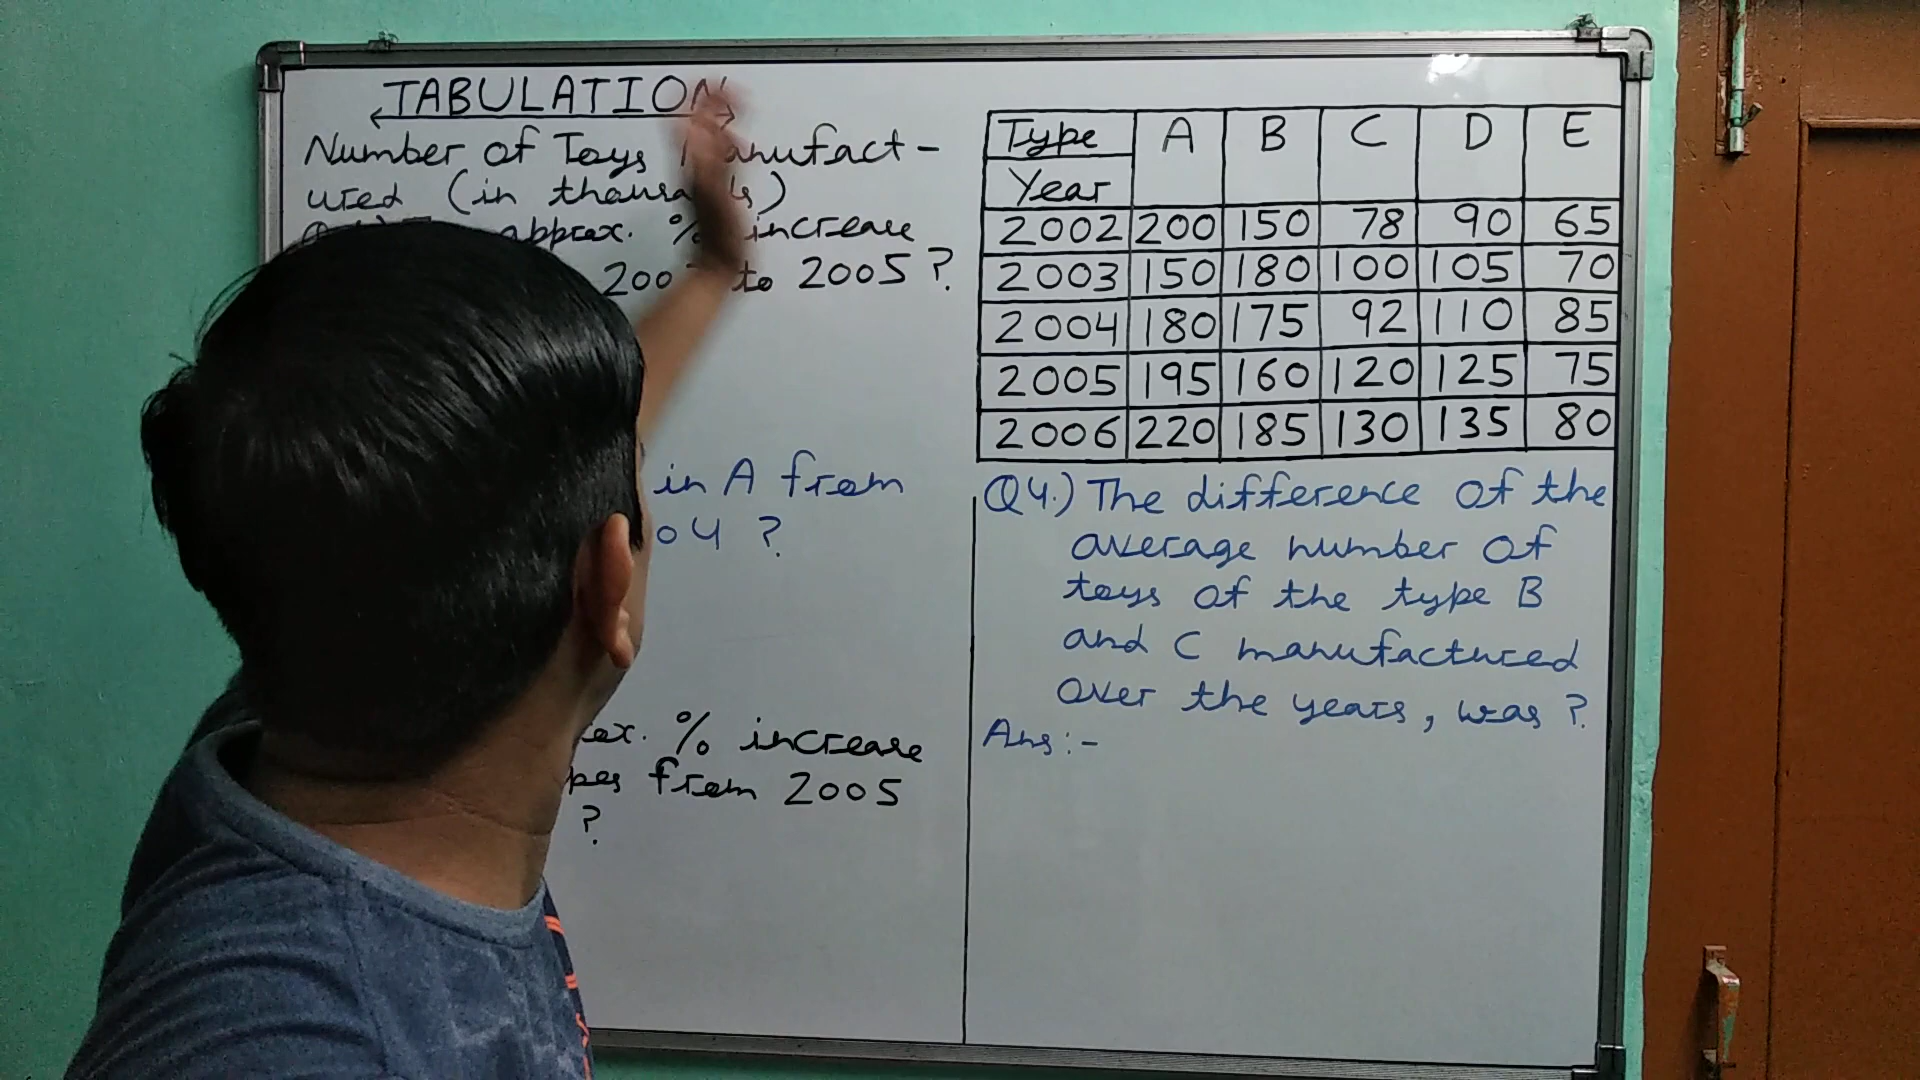 TABULATION
Number of Toys Manufact-
ured (in thousands)
approx. % increase
to 2005 ?
in A from
04 ?
% increase
from 2005
?
Type A B C D E
Year
2002 200 150 78 90 65
2003 150 180 100 105 70
2004 180 175 92 110 85
2005 195 160 120 125 75
2006 220 185 130 135 80
Q4.) The difference of the
average number of
toys of the type B
and C manufactured
over the years, was ?
Ans :-